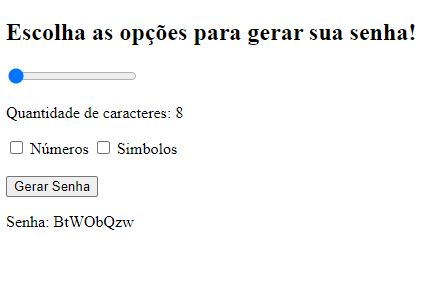 Escolha as opções para gerar sua senha!
Quantidade de caracteres: 8
Números Simbolos
Gerar Senha
Senha: BtWObQzw